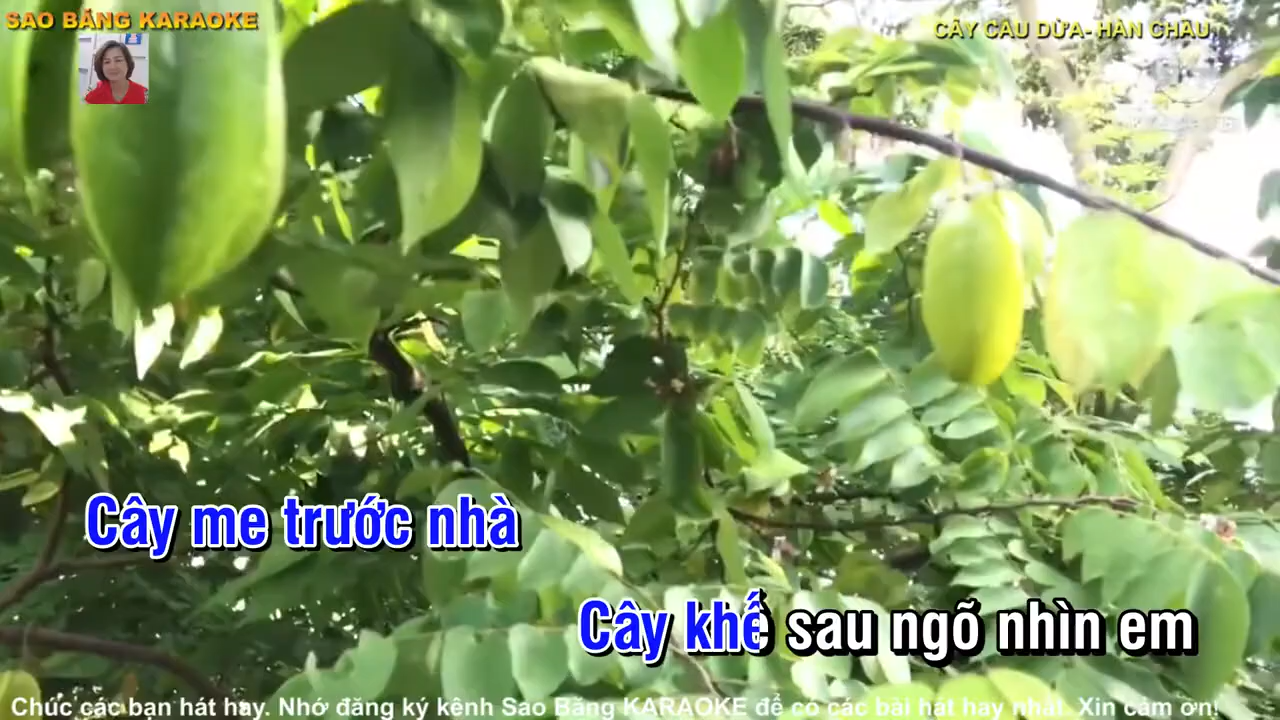 SAO BĂNG KARAOKE
CÂY CẦU DỪA- HÀN CHÂU
Cây me trước nhà
Cây khế sau ngõ nhìn em
Chúc các bạn hát hay. Nhớ đăng ký kênh Sao Băng KARAOKE để có các bài hát hay nhất. Xin cảm ơn!